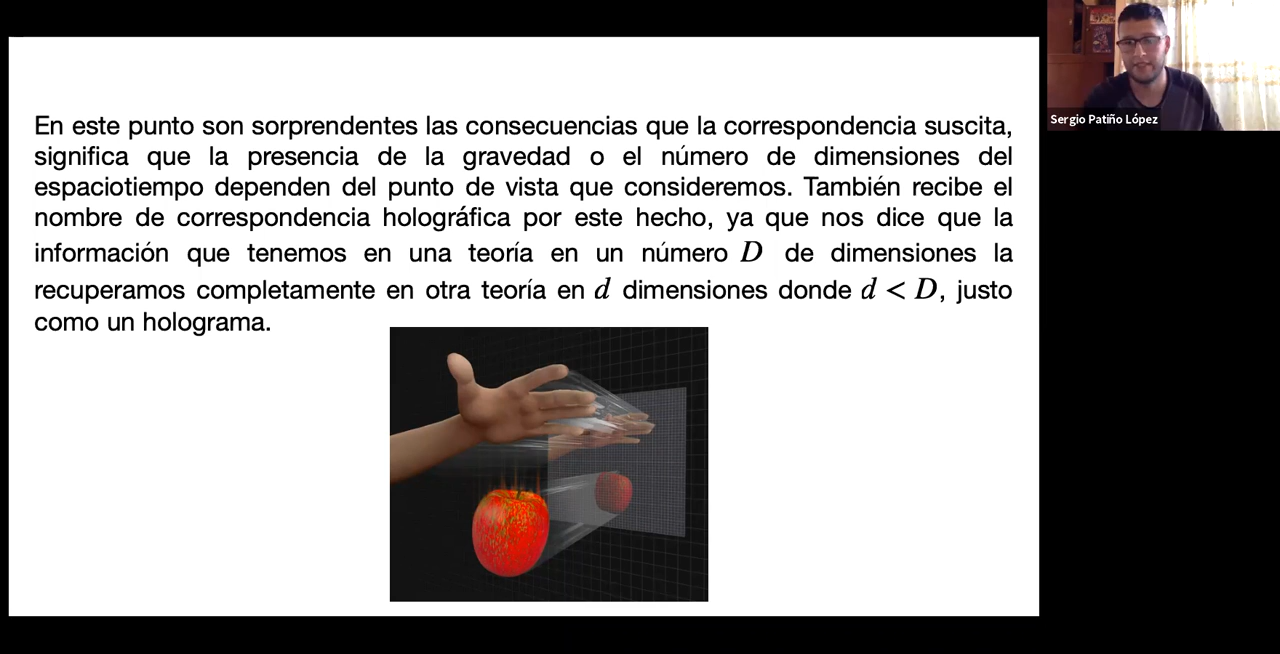 En este punto son sorprendentes las consecuencias que la correspondencia suscita,
significa que la presencia de la gravedad o el número de dimensiones del
espaciotiempo dependen del punto de vista que consideremos. También recibe el
nombre de correspondencia holográfica por este hecho, ya que nos dice que la
información que tenemos en una teoría en un número D de dimensiones la
recuperamos completamente en otra teoría en d dimensiones donde d < D, justo
como un holograma.
Sergio Patiño López